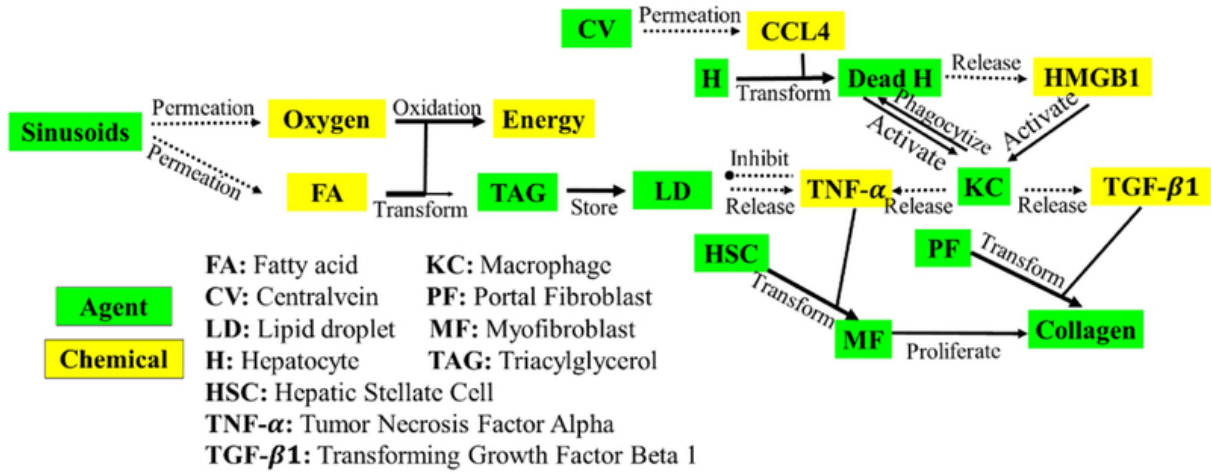 CV
Permeation
CCL4
H
Transform
Dead H
Release
HMGB1
Phagocytize
Activate
Activate
Sinusoids
Permeation
Oxygen
Oxidation
Energy
Permeation
FA
Transform
TAG
Store
LD
Inhibit
Release
TNF-α
Release
KC
Release
TGF-β1
HSC
Transform
MF
Proliferate
PF
Transform
Collagen
Agent
Chemical
FA: Fatty acid
KC: Macrophage
CV: Centralvein
PF: Portal Fibroblast
LD: Lipid droplet
MF: Myofibroblast
H: Hepatocyte
TAG: Triacylglycerol
HSC: Hepatic Stellate Cell
TNF-α: Tumor Necrosis Factor Alpha
TGF-β1: Transforming Growth Factor Beta 1